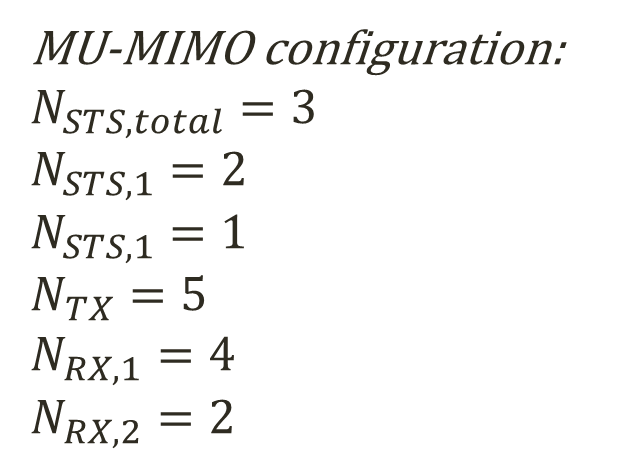 MU-MIMO configuration:
N_{STS,total} = 3
N_{STS,1} = 2
N_{STS,1} = 1
N_{TX} = 5
N_{RX,1} = 4
N_{RX,2} = 2